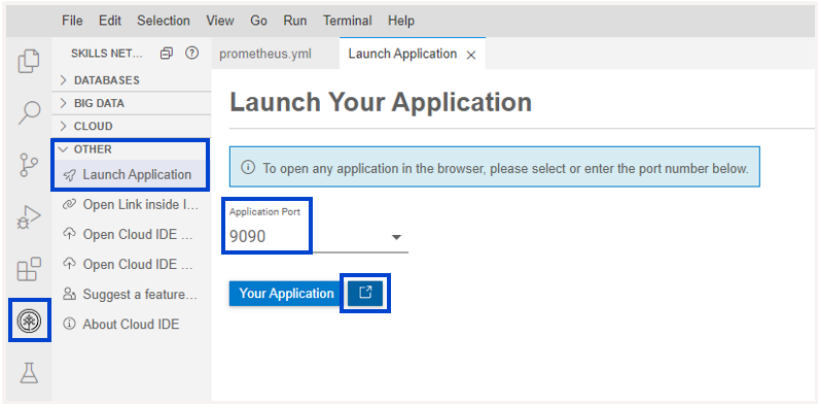 File Edit Selection View Go Run Terminal Help
SKILLS NET...
prometheus.yml Launch Application
DATABASES
BIG DATA
CLOUD
OTHER
Launch Application
Open Link inside I...
Open Cloud IDE ...
Open Cloud IDE ...
Suggest a feature...
About Cloud IDE
Launch Your Application
To open any application in the browser, please select or enter the port number below.
Application Port
9090
Your Application